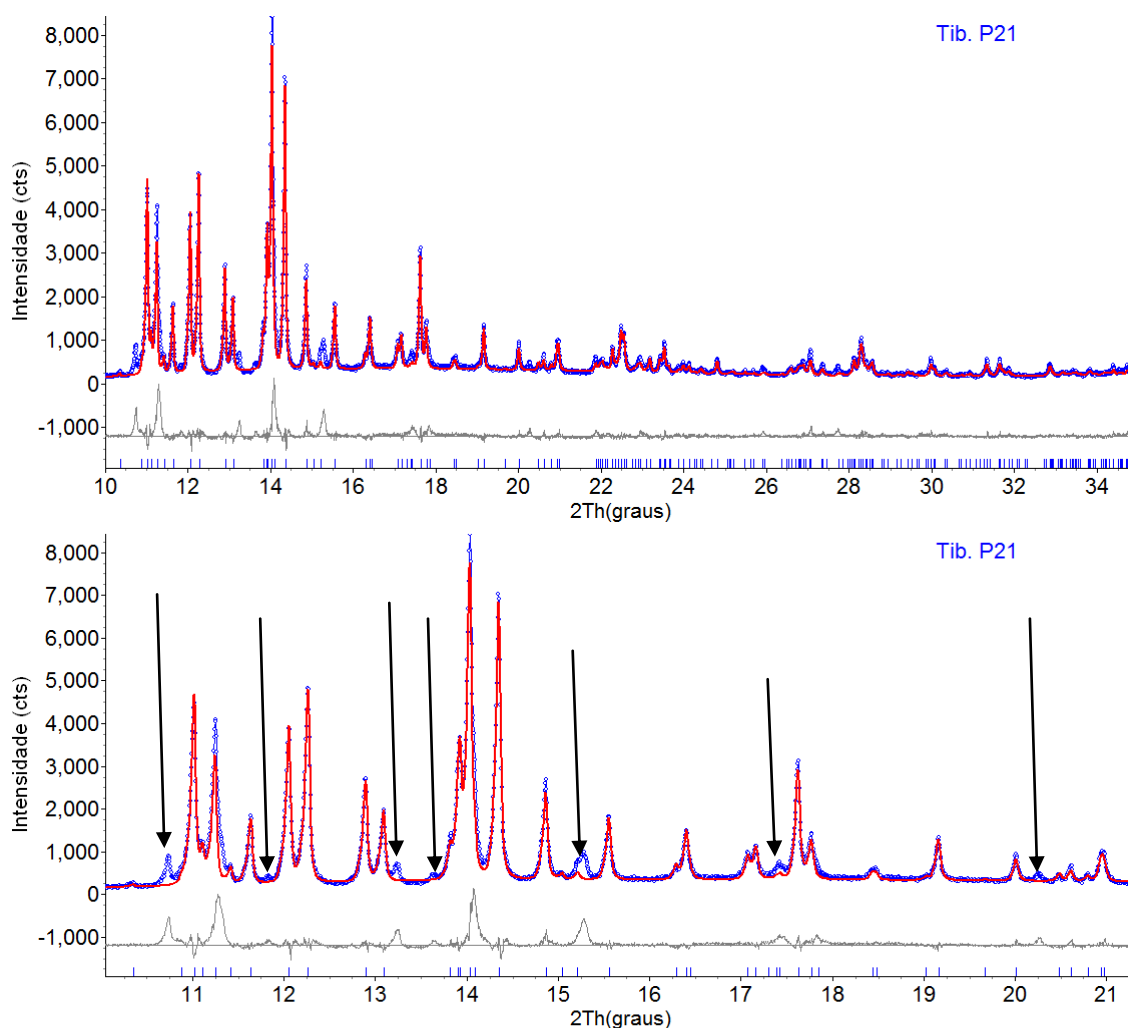 Tib. P21
8,000
7,000
6,000
5,000
4,000
3,000
2,000
1,000
0
-1,000
Intensidade (cts)
10 12 14 16 18 20 22 24 26 28 30 32 34
2Th(graus)
Tib. P21
8,000
7,000
6,000
5,000
4,000
3,000
2,000
1,000
0
-1,000
Intensidade (cts)
11 12 13 14 15 16 17 18 19 20 21
2Th(graus)